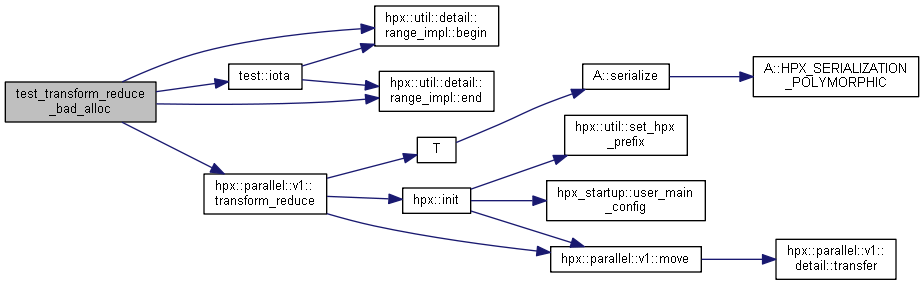 test_transform_reduce
_bad_alloc
hpx::util::detail::
range_impl::begin
test::iota
hpx::util::detail::
range_impl::end
hpx::parallel::v1::
transform_reduce
T
hpx::init
A::serialize
A::HPX_SERIALIZATION
_POLYMORPHIC
hpx::util::set_hpx
_prefix
hpx_startup::user_main
_config
hpx::parallel::v1::move
hpx::parallel::v1::
detail::transfer